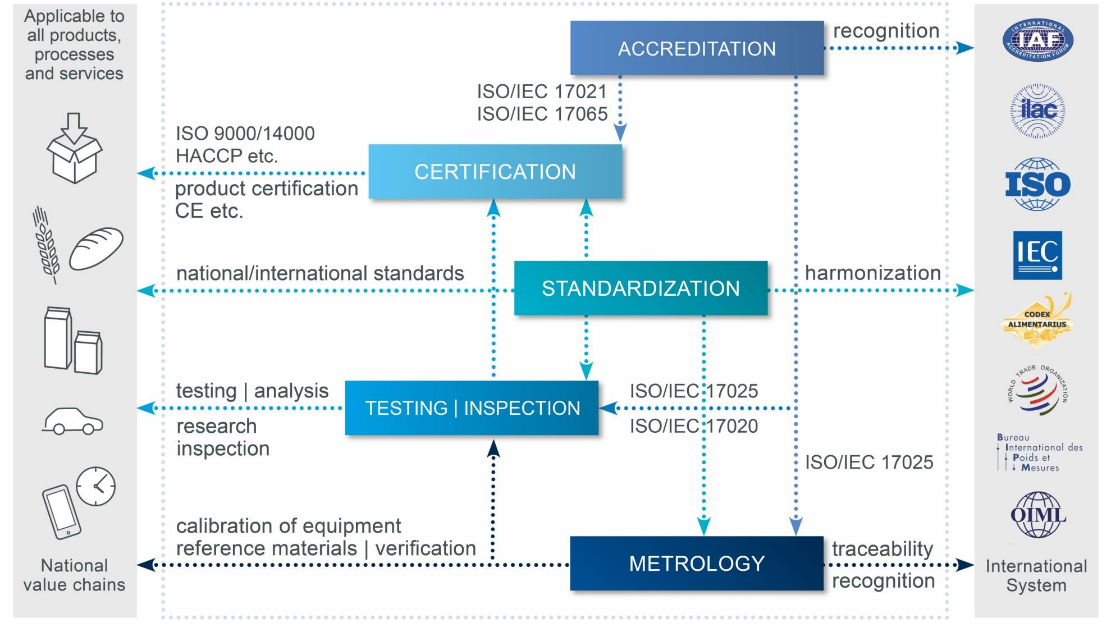 Applicable to
all products,
processes
and services
National
value chains
ACCREDITATION
recognition
ISO/IEC 17021
ISO/IEC 17065
ISO 9000/14000
HACCP etc.
CERTIFICATION
product certification
CE etc.
national/international standards
STANDARDIZATION
harmonization
testing | analysis
research
inspection
TESTING | INSPECTION
ISO/IEC 17025
ISO/IEC 17020
ISO/IEC 17025
calibration of equipment
reference materials | verification
METROLOGY
traceability
recognition
INTERNATIONAL
IAF
ACCREDITATION FORUM
ilac
ISO
IEC
CODEX
ALIMENTARIUS
WORLD TRADE ORGANIZATION
Bureau
International des
Poids et
Mesures
OIML
International
System